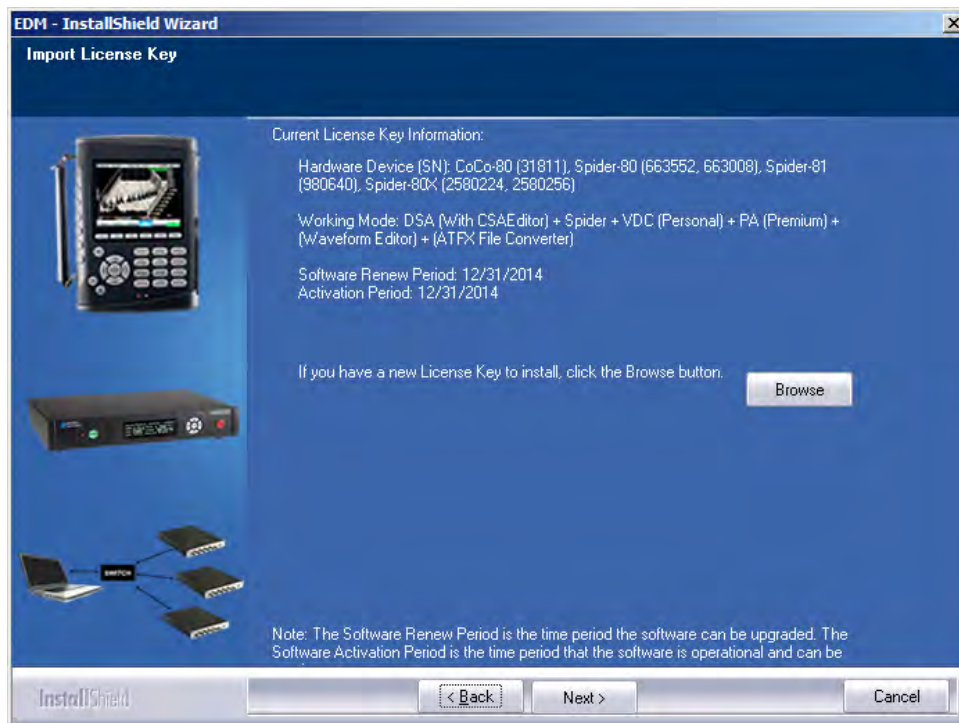 EDM - InstallShield Wizard
Import License Key
Current License Key Information:
Hardware Device (SN): CoCo-80 (31811), Spider-80 (663552, 663008), Spider-81
(980640), Spider-80X (2580224, 2580256)
Working Mode: DSA (With CSAEditor) + Spider + VDC (Personal) + PA (Premium) +
(Waveform Editor) + (ATFX File Converter)
Software Renew Period: 12/31/2014
Activation Period: 12/31/2014
If you have a new License Key to install, click the Browse button.
Browse
SWITCH
Note: The Software Renew Period is the time period the software can be upgraded. The
Software Activation Period is the time period that the software is operational and can be
InstallShield
< Back
Next >
Cancel